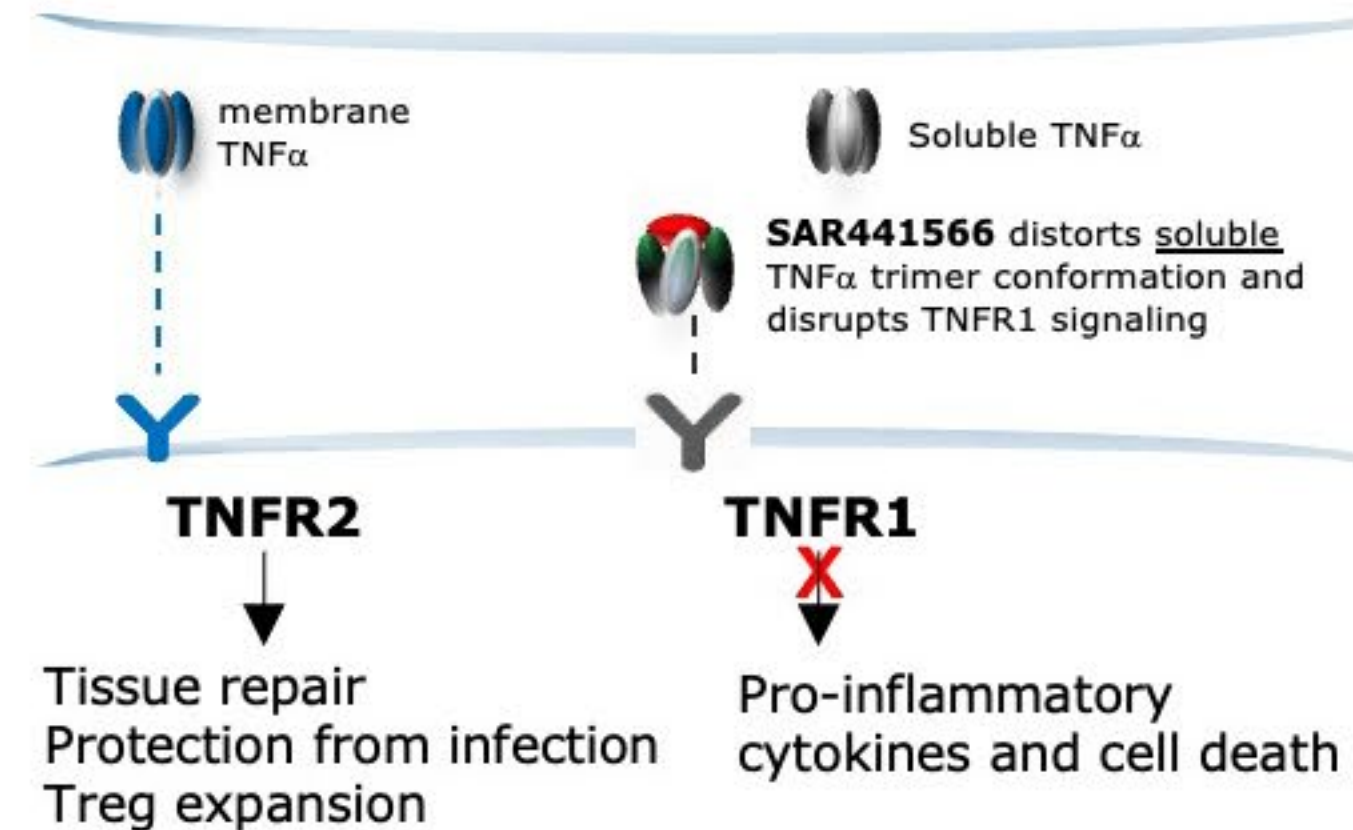 membrane
TNFα
Soluble TNFα
SAR441566 distorts soluble
TNFα trimer conformation and
disrupts TNFR1 signaling
TNFR2
TNFR1
X
Tissue repair
Protection from infection
Treg expansion
Pro-inflammatory
cytokines and cell death